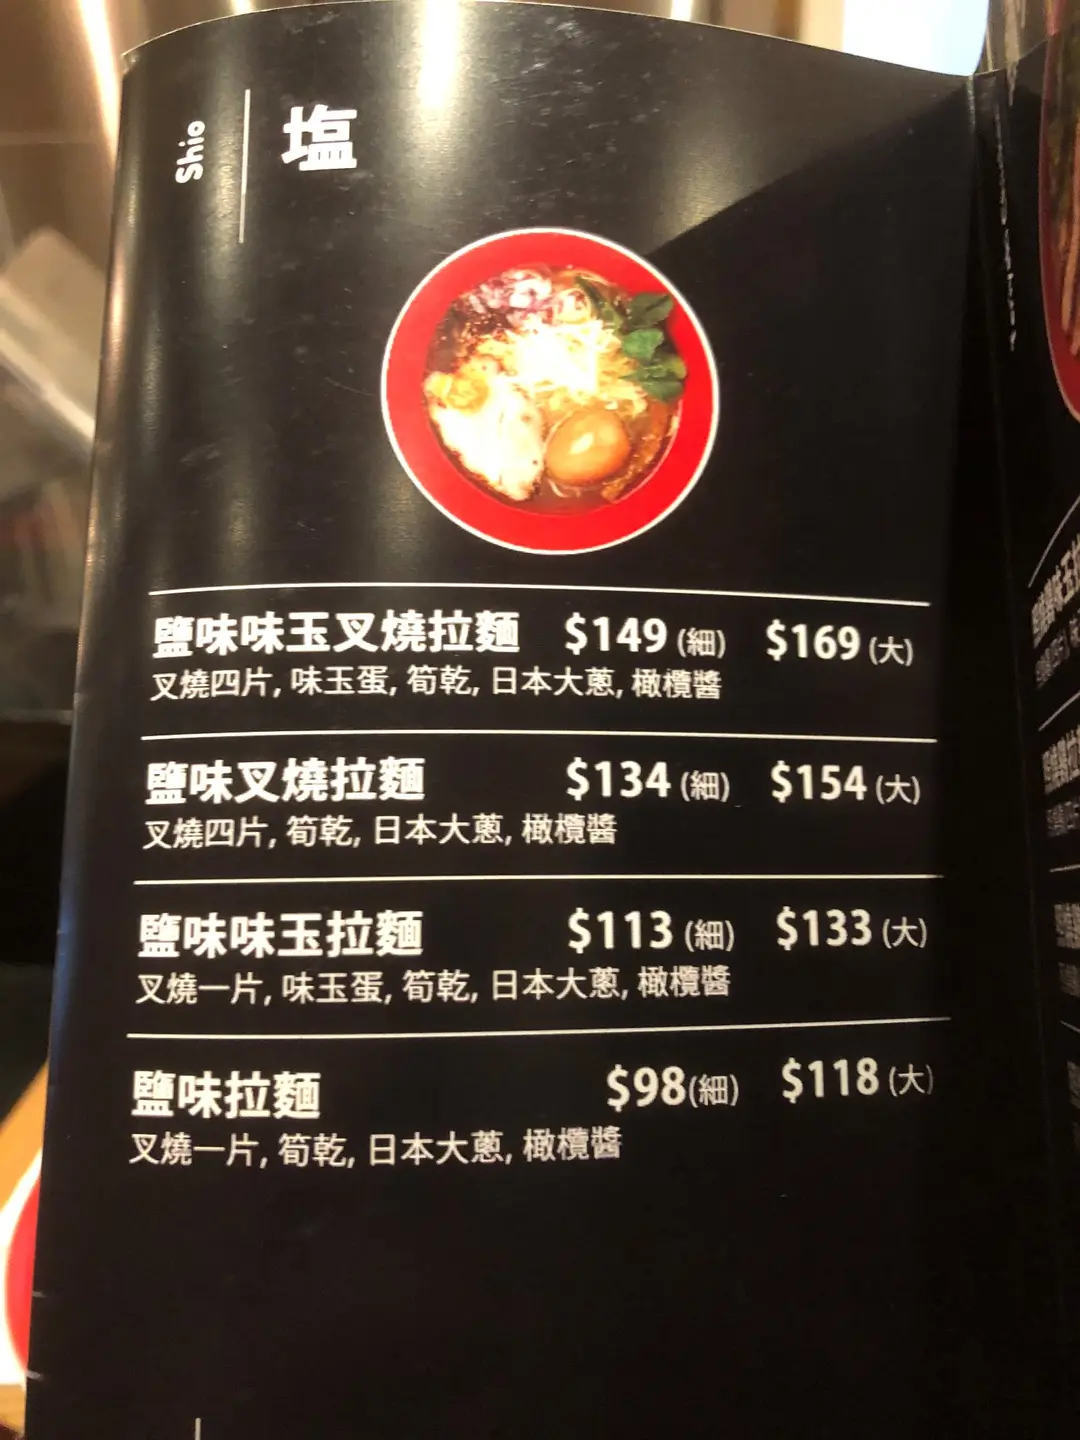 塩
Shio
鹽味味玉叉燒拉麵 $149 (細) $169 (大)
叉燒四片, 味玉蛋, 筍乾, 日本大蔥, 橄欖醬
鹽味叉燒拉麵 $134 (細) $154 (大)
叉燒四片, 筍乾, 日本大蔥, 橄欖醬
鹽味味玉拉麵 $113 (細) $133 (大)
叉燒一片, 味玉蛋, 筍乾, 日本大蔥, 橄欖醬
鹽味拉麵 $98(細) $118 (大)
叉燒一片, 筍乾, 日本大蔥, 橄欖醬